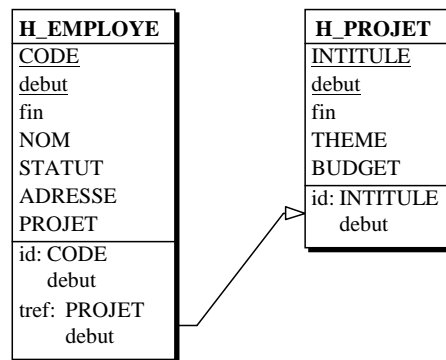 H_EMPLOYE
CODE
debut
fin
NOM
STATUT
ADRESSE
PROJET
id: CODE
debut
tref: PROJET
debut
H_PROJET
INTITULE
debut
fin
THEME
BUDGET
id: INTITULE
debut